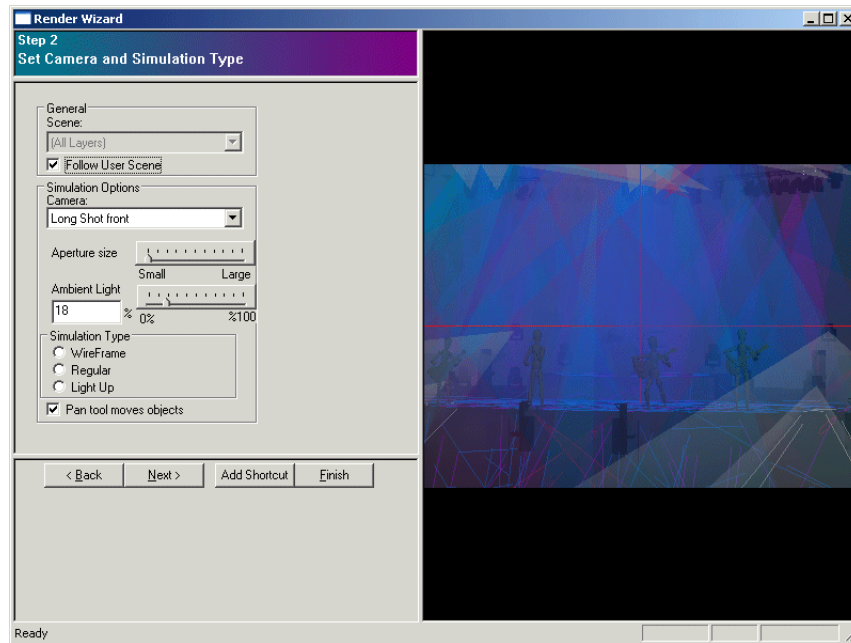 Render Wizard
Step 2
Set Camera and Simulation Type
General
Scene:
(All Layers)
Follow User Scene
Simulation Options
Camera:
Long Shot front
Aperture size
Small Large
Ambient Light
18 %
0% %100
Simulation Type
WireFrame
Regular
Light Up
Pan tool moves objects
< Back Next > Add Shortcut Finish
Ready